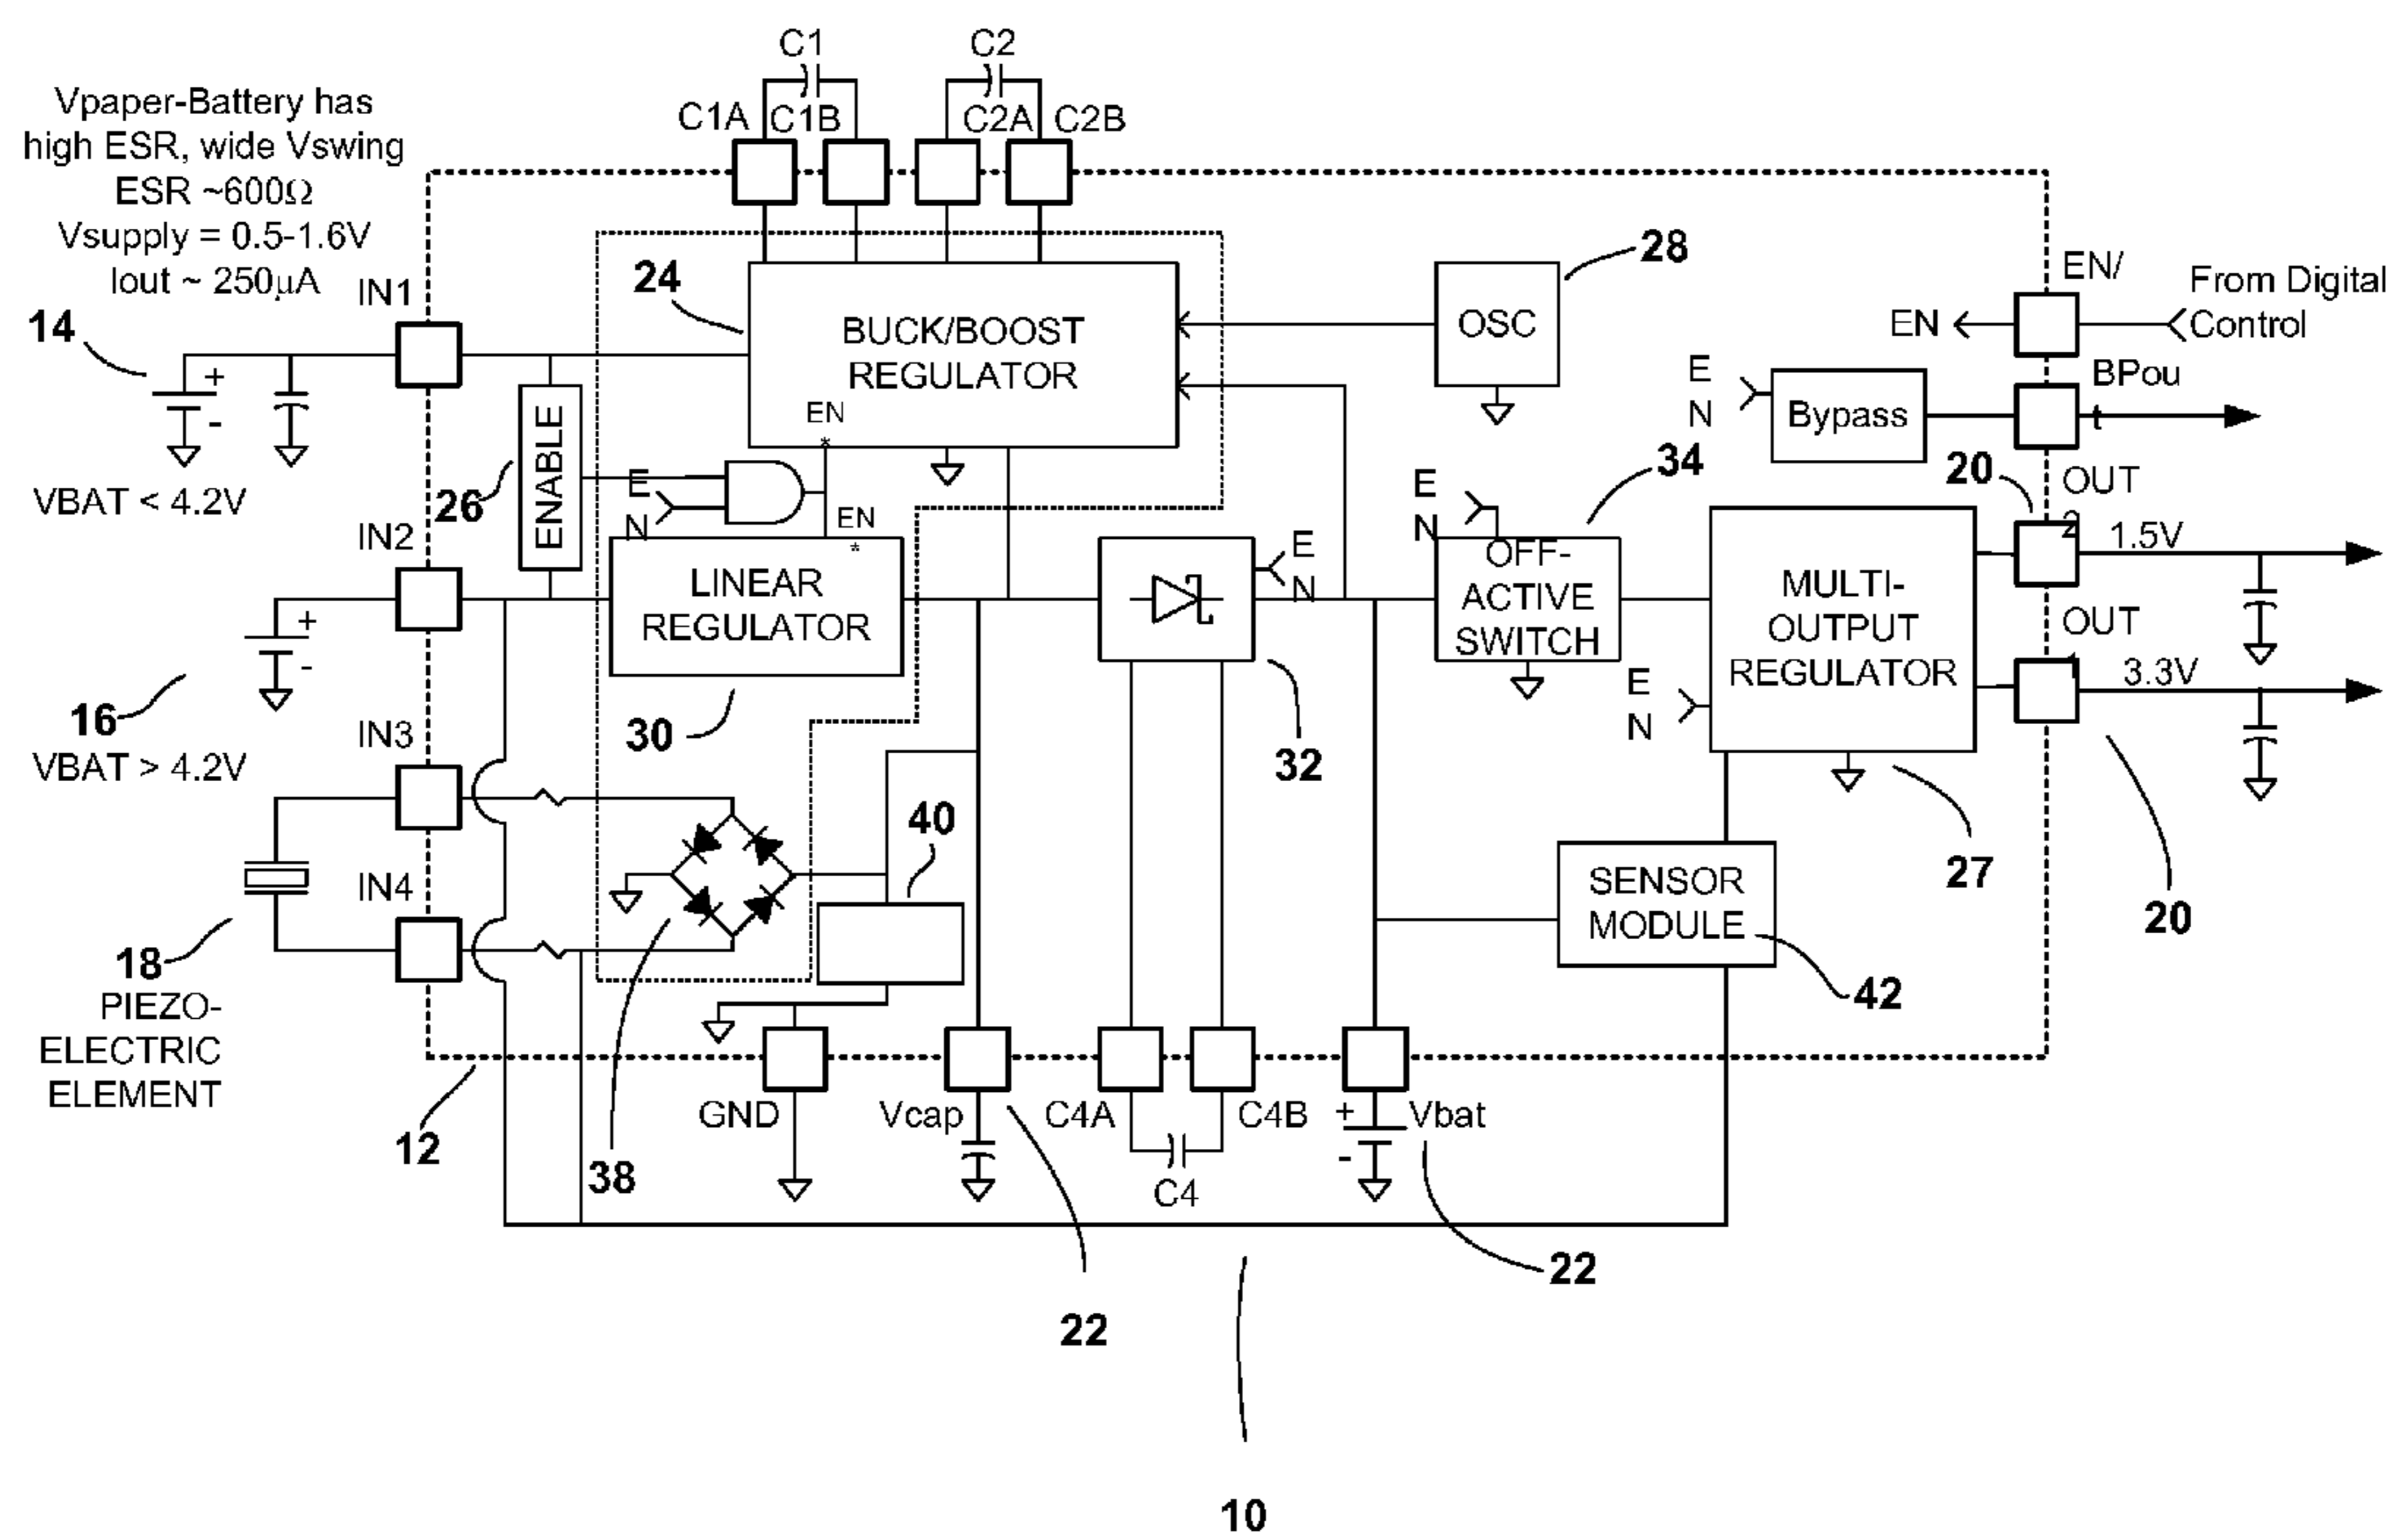 C1
C2
C1A
C1B
C2A
C2B
Vpaper-Battery has
high ESR, wide Vswing
ESR ~600Ω
Vsupply = 0.5-1.6V
Iout ~ 250μA
IN1
14
+
-
VBAT < 4.2V
24
BUCK/BOOST
REGULATOR
EN
*
28
OSC
EN/
EN
From Digital
Control
E
N
Bypass
BPou
t
26
ENABLE
E
N
EN
*
34
E
N
OFF-
ACTIVE
SWITCH
20
OUT
2
1.5V
IN2
+
-
16
VBAT > 4.2V
LINEAR
REGULATOR
30
E
N
32
MULTI-
OUTPUT
REGULATOR
E
N
OUT
1
3.3V
27
20
IN3
IN4
18
PIEZO-
ELECTRIC
ELEMENT
40
SENSOR
MODULE
42
12
38
GND
Vcap
C4A
C4B
C4
+
-
Vbat
22
22
10